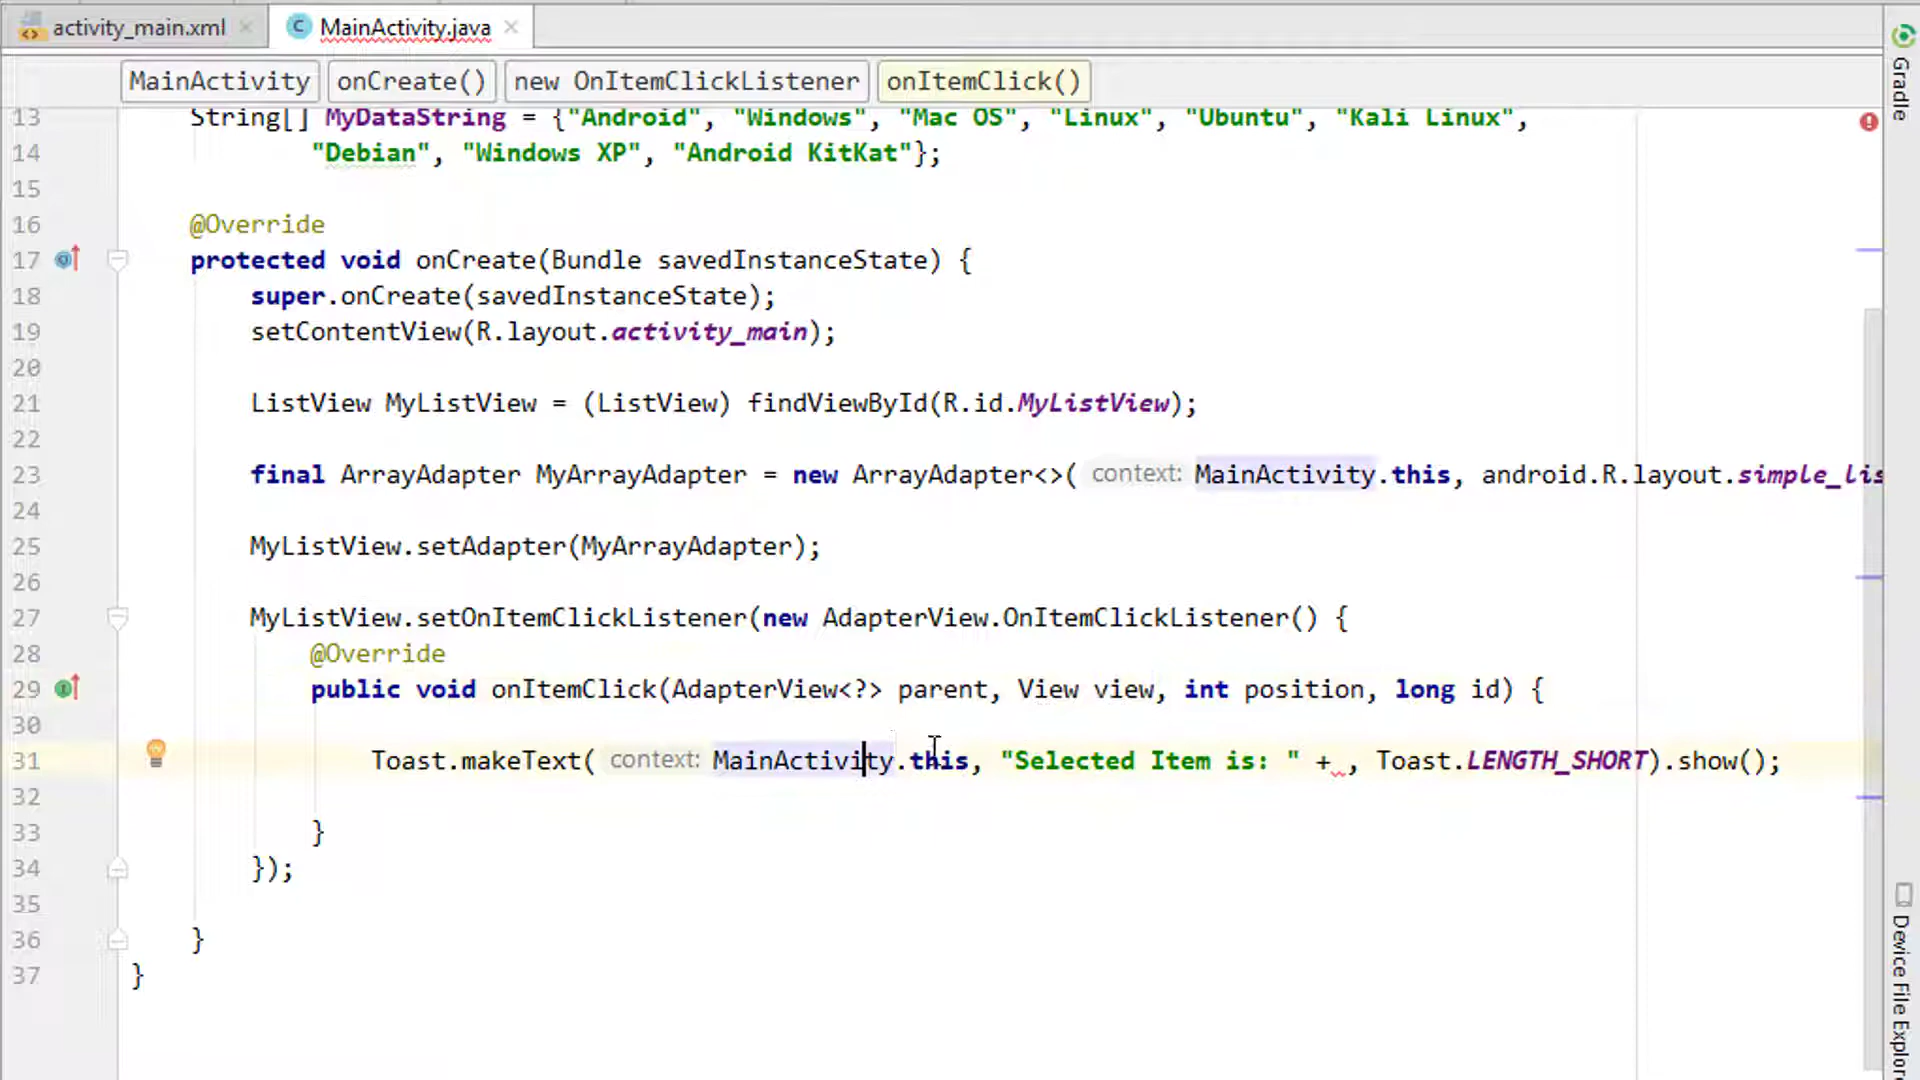 activity_main.xml MainActivity.java
MainActivity onCreate() new OnItemClickListener onItemClick()
13 String[] MyDataString = {"Android", "Windows", "Mac OS", "Linux", "Ubuntu", "Kali Linux",
14 "Debian", "Windows XP", "Android KitKat"};
15
16 @Override
17 protected void onCreate(Bundle savedInstanceState) {
18 super.onCreate(savedInstanceState);
19 setContentView(R.layout.activity_main);
20
21 ListView MyListView = (ListView) findViewById(R.id.MyListView);
22
23 final ArrayAdapter MyArrayAdapter = new ArrayAdapter<>( context: MainActivity.this, android.R.layout.simple_lis
24
25 MyListView.setAdapter(MyArrayAdapter);
26
27 MyListView.setOnItemClickListener(new AdapterView.OnItemClickListener() {
28 @Override
29 public void onItemClick(AdapterView<?> parent, View view, int position, long id) {
30
31 Toast.makeText( context: MainActivity.this, "Selected Item is: " + , Toast.LENGTH_SHORT).show();
32
33 }
34 });
35
36 }
37 }
Gradle
Device File Explor